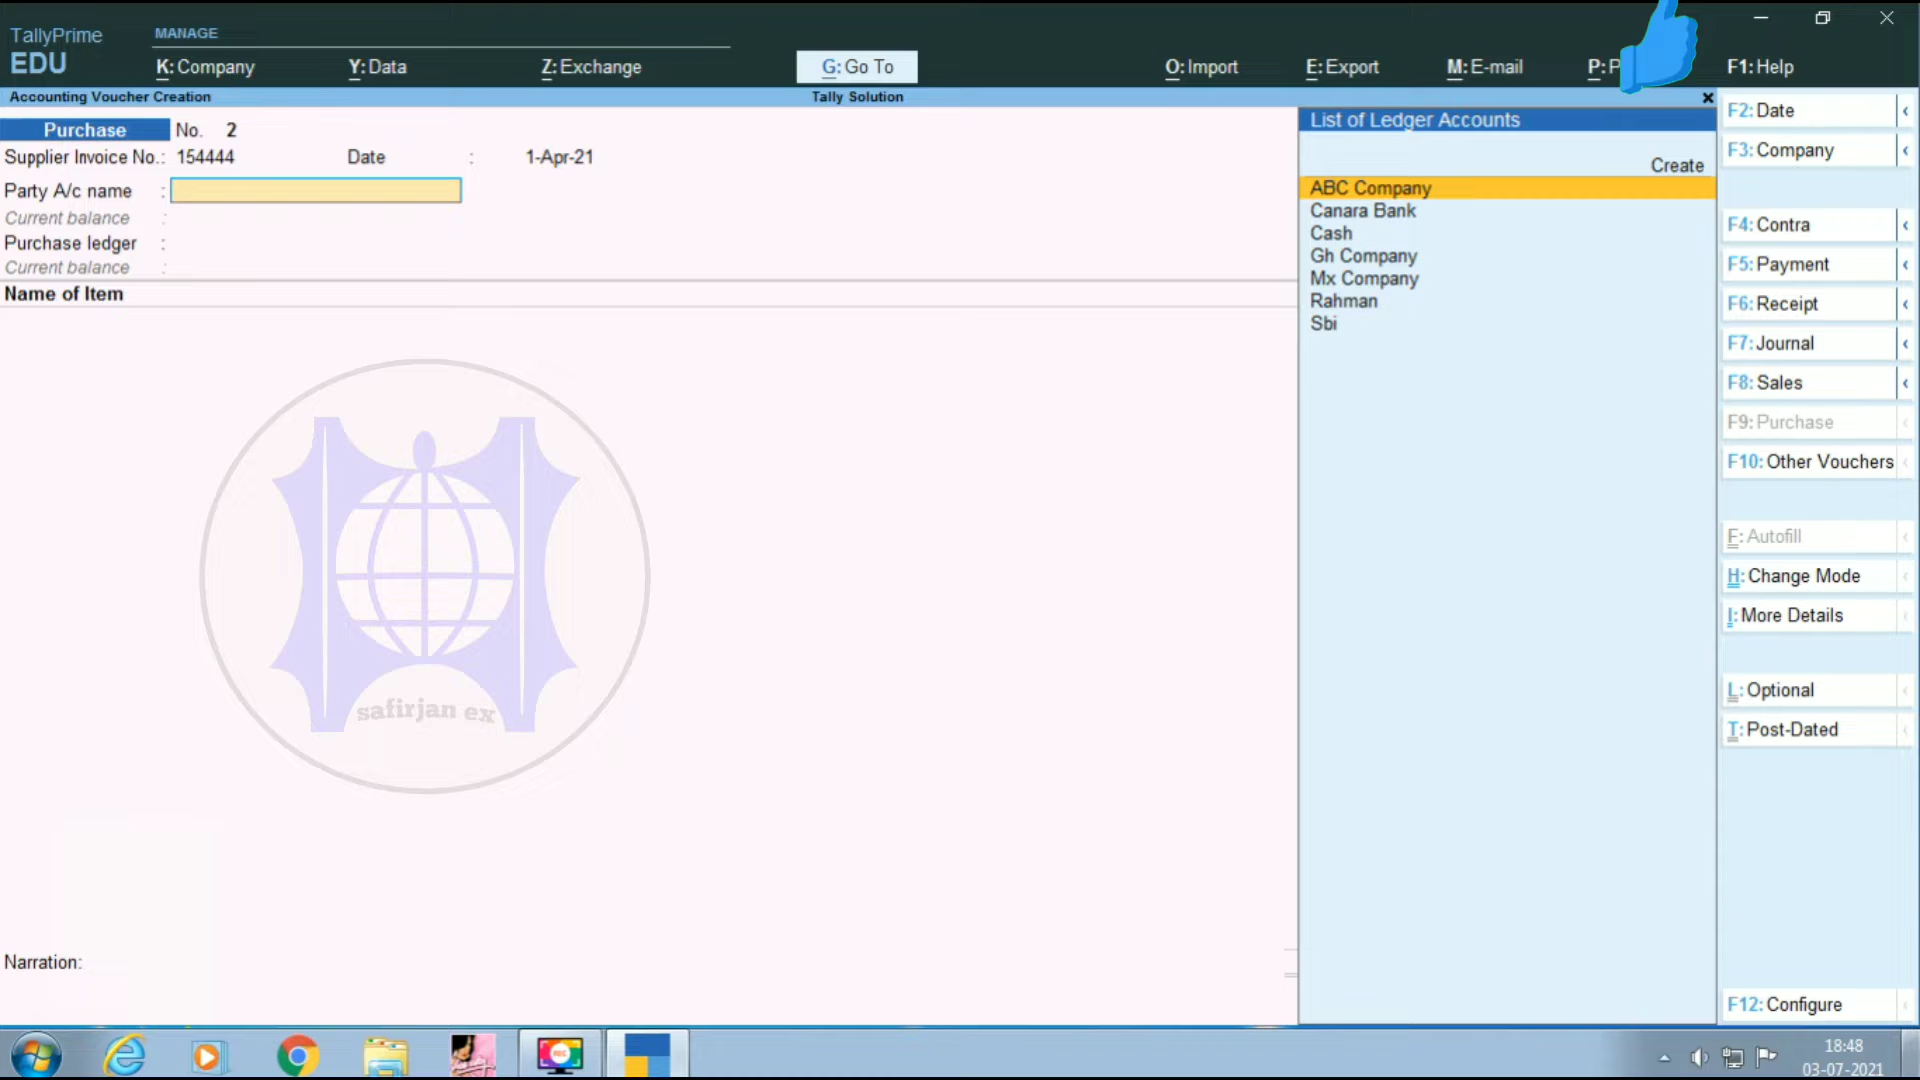 TallyPrime
EDU
MANAGE
K: Company
Y: Data
Z: Exchange
G: Go To
O: Import
E: Export
M: E-mail
F1: Help
Accounting Voucher Creation
Tally Solution
Purchase No. 2
Supplier Invoice No.: 154444 Date : 1-Apr-21
Party A/c name :
Current balance :
Purchase ledger :
Current balance :
Name of Item
safirjan ex
Narration:
List of Ledger Accounts
Create
ABC Company
Canara Bank
Cash
Gh Company
Mx Company
Rahman
Sbi
F2: Date
F3: Company
F4: Contra
F5: Payment
F6: Receipt
F7: Journal
F8: Sales
F9: Purchase
F10: Other Vouchers
F: Autofill
H: Change Mode
I: More Details
L: Optional
T: Post-Dated
F12: Configure
18:48
03-07-2021